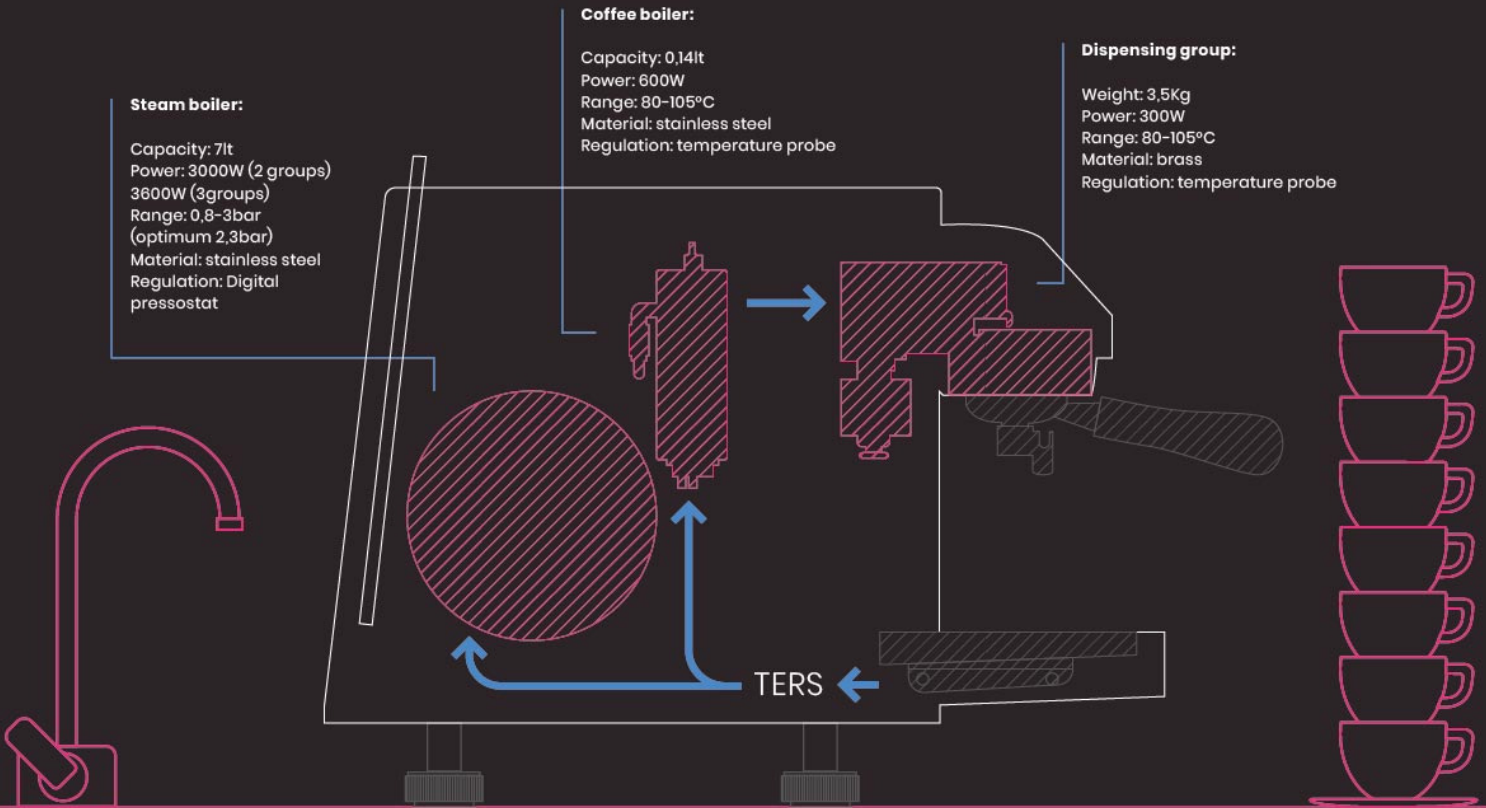 Steam boiler:
Capacity: 7lt
Power: 3000W (2 groups)
3600W (3groups)
Range: 0,8-3bar
(optimum 2,3bar)
Material: stainless steel
Regulation: Digital
pressostat
Coffee boiler:
Capacity: 0,14lt
Power: 600W
Range: 80-105°C
Material: stainless steel
Regulation: temperature probe
Dispensing group:
Weight: 3,5Kg
Power: 300W
Range: 80-105°C
Material: brass
Regulation: temperature probe
TERS